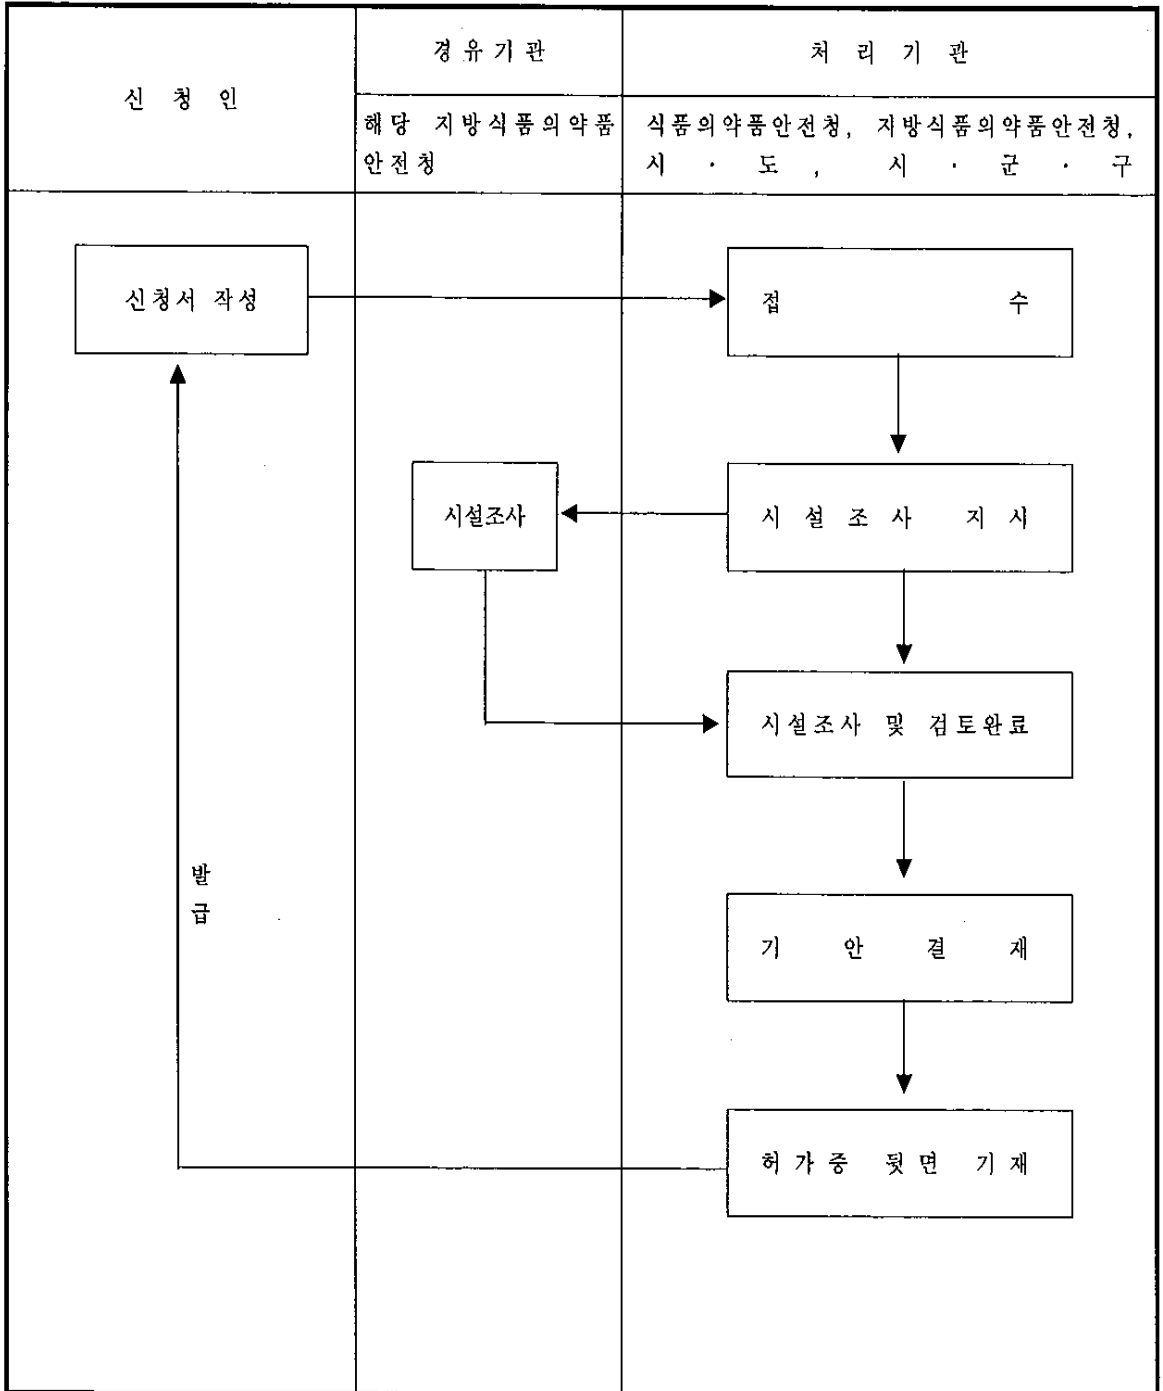 신 청 인
경 유 기 관
처 리 기 관
해당 지방식품의약품
안전청
식품의약품안전청, 지방식품의약품안전청,
시 · 도 , 시 · 군 · 구
신청서 작성
접 수
시설조사
시 설 조 사 지 시
시설조사 및 검토완료
발
급
기 안 결 재
허 가 증 뒷 면 기 재